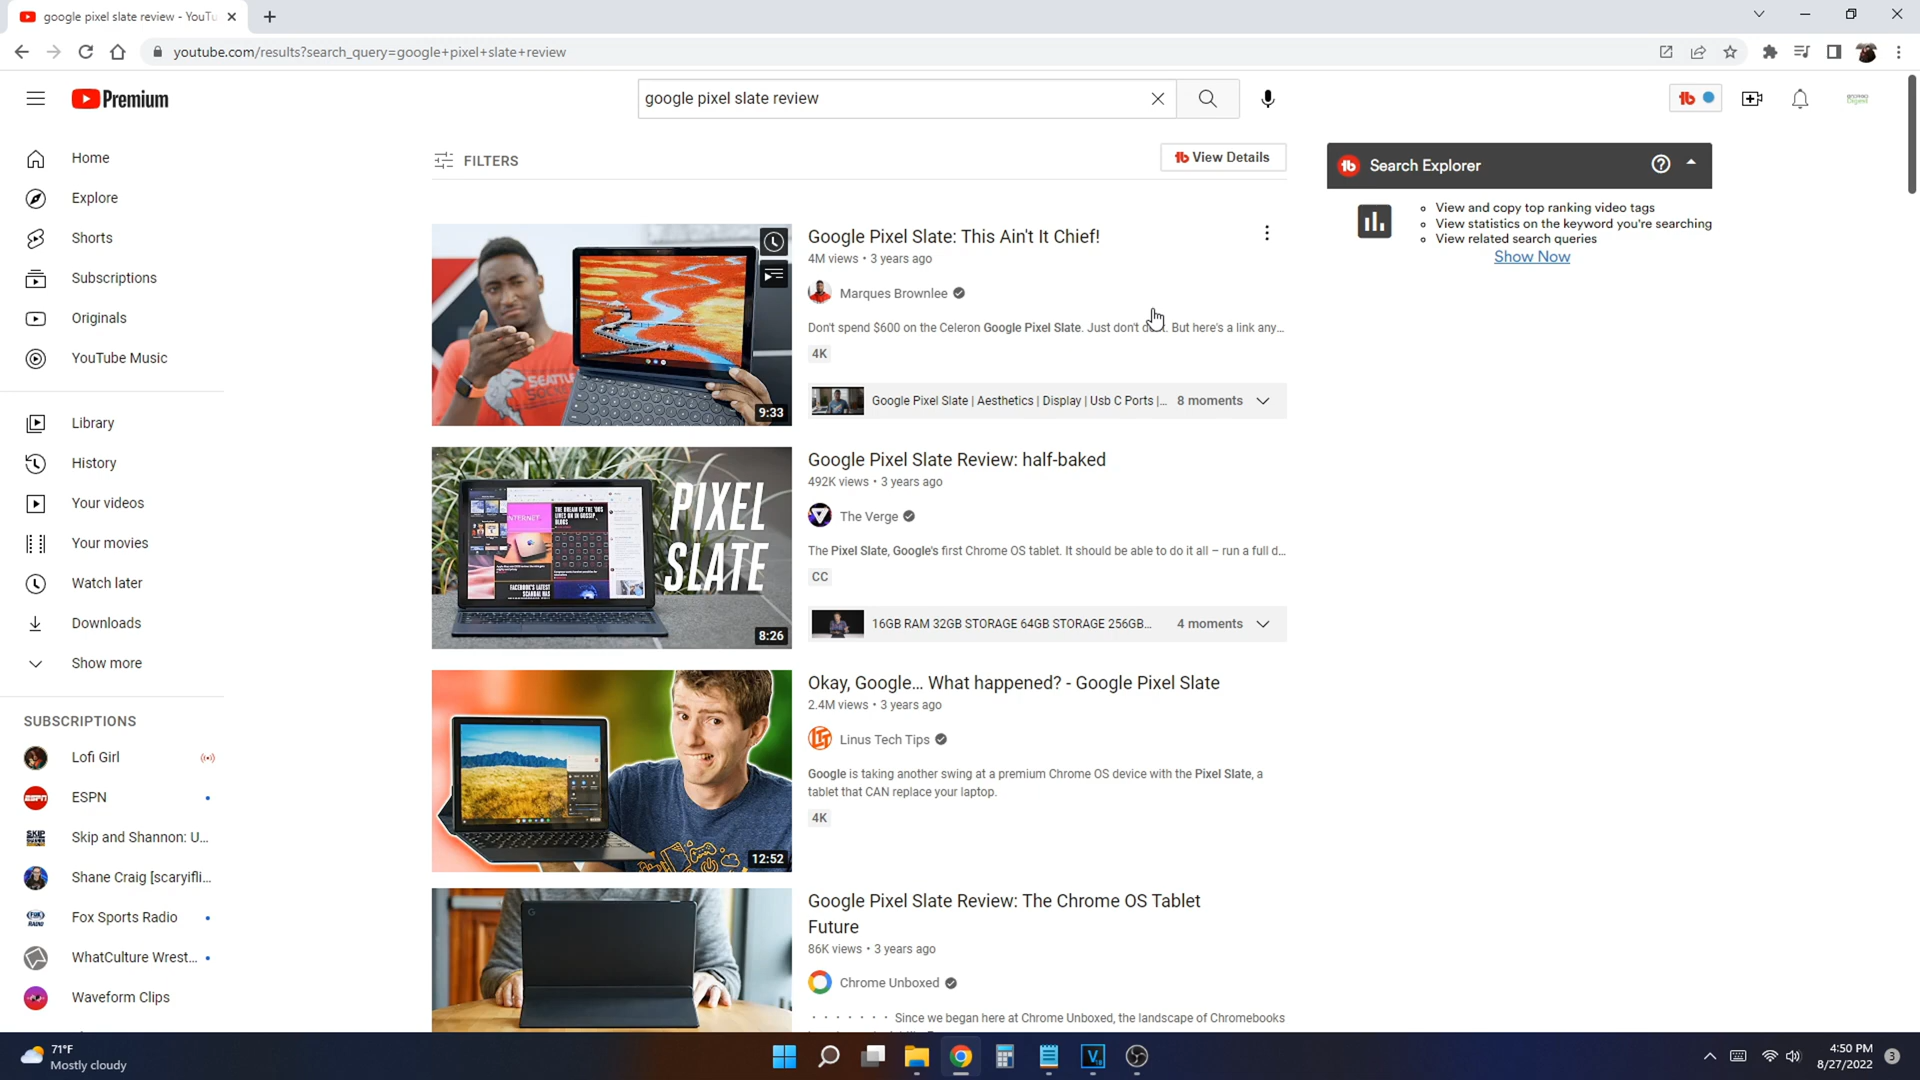 google pixel slate review - YouTu
youtube.com/results?search_query=google+pixel+slate+review
Premium
google pixel slate review
tb
Home
Explore
Shorts
Subscriptions
Originals
YouTube Music
Library
History
Your videos
Your movies
Watch later
Downloads
Show more
SUBSCRIPTIONS
Lofi Girl
ESPN
Skip and Shannon: U...
Shane Craig [scaryifli...
Fox Sports Radio
WhatCulture Wrest...
Waveform Clips
FILTERS
tb View Details
Google Pixel Slate: This Ain't It Chief!
4M views • 3 years ago
Marques Brownlee
Don't spend $600 on the Celeron Google Pixel Slate. Just don't But here's a link any...
4K
9:33
Google Pixel Slate | Aesthetics | Display | Usb C Ports |... 8 moments
PIXEL
SLATE
8:26
Google Pixel Slate Review: half-baked
492K views • 3 years ago
The Verge
The Pixel Slate, Google's first Chrome OS tablet. It should be able to do it all – run a full d...
CC
16GB RAM 32GB STORAGE 64GB STORAGE 256GB... 4 moments
12:52
Okay, Google… What happened? - Google Pixel Slate
2.4M views • 3 years ago
Linus Tech Tips
Google is taking another swing at a premium Chrome OS device with the Pixel Slate, a
tablet that CAN replace your laptop.
4K
Google Pixel Slate Review: The Chrome OS Tablet
Future
86K views • 3 years ago
Chrome Unboxed
· · · · · · · Since we began here at Chrome Unboxed, the landscape of Chromebooks
tb Search Explorer
View and copy top ranking video tags
View statistics on the keyword you're searching
View related search queries
Show Now
71°F
Mostly cloudy
4:50 PM
8/27/2022
3